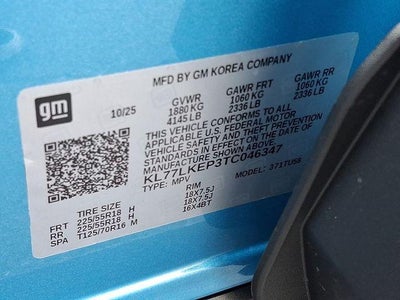 MFD BY GM KOREA COMPANY
gm
10/25
GVWR GAWR FRT GAWR RR
1880 KG 1060 KG 1060 KG
4145 LB 2336 LB 2336 LB
THIS VEHICLE CONFORMS TO ALL
APPLICABLE U.S. FEDERAL MOTOR
VEHICLE SAFETY AND THEFT PREVENTION
STANDARDS IN EFFECT ON THE DATE OF
MANUFACTURE SHOWN ABOVE.
KL77LKEP3TC046347
TYPE: MPV MODEL: 371TUS8
TIRE SIZE RIM
FRT 225/55R18 H 18X7.5J
RR 225/55R18 H 18X7.5J
SPA T125/70R16 M 16X4BT